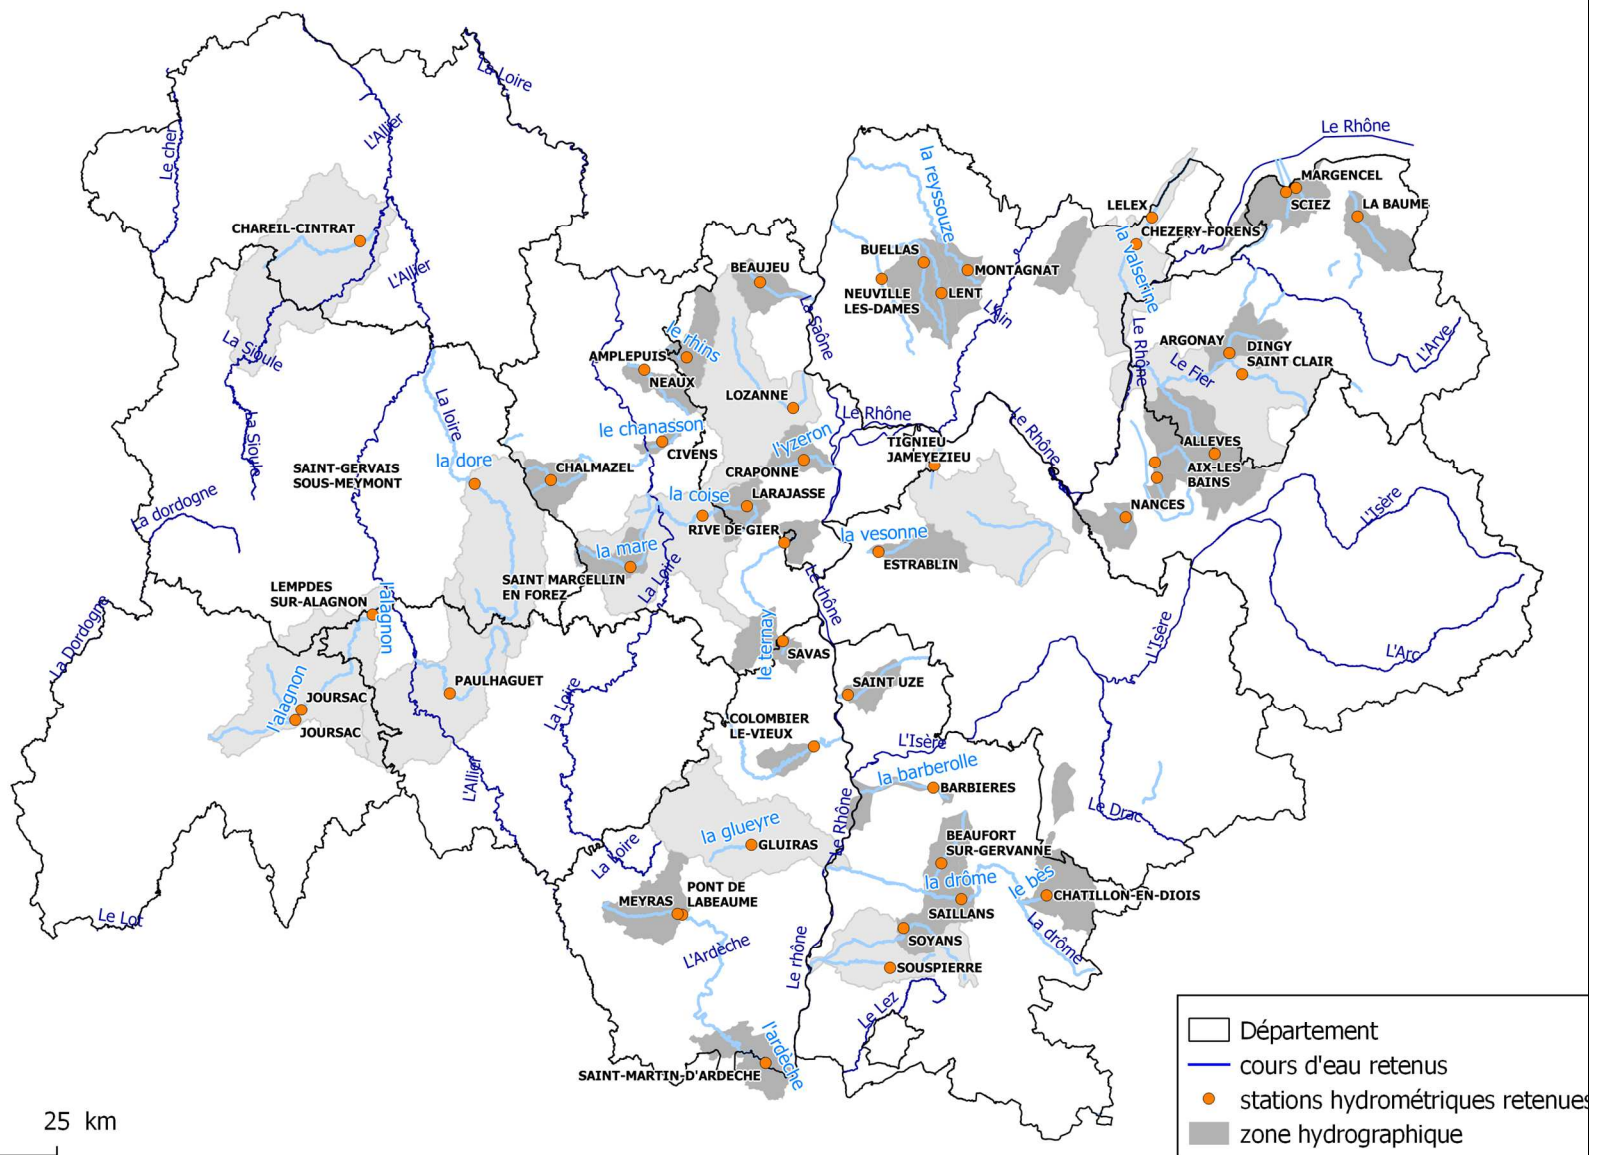 La Loire
Le cher
L'Allier
Le Rhône
MARGENCEL
SCIEZ
LA BAUME
LELEX
CHEZERY-FORENS
la reyssouze
la valserine
CHAREIL-CINTRAT
L'Allier
BUELLAS
MONTAGNAT
NEUVILLE
LES-DAMES
LENT
L'Ain
BEAUJEU
La Saône
La Sioule
le rhins
AMPLEPUIS
NEAUX
Le Rhône
ARGONAY
DINGY
SAINT CLAIR
Le Fier
L'Arve
LOZANNE
La loire
La Sioule
le chanasson
CIVENS
Le Rhône
l'yzeron
CRAPONNE
TIGNIEU
JAMEYEZIEU
Le Rhône
ALLEVES
AIX-LES
BAINS
NANCES
la dore
SAINT-GERVAIS
SOUS-MEYMONT
CHALMAZEL
la coise
LARAJASSE
RIVE DE GIER
La dordogne
L'Isère
la mare
La Loire
la vesonne
ESTRABLIN
SAINT MARCELLIN
EN FOREZ
LEMPDES
SUR-ALAGNON
l'alagnon
La Dordogne
Le rhône
le ternay
SAVAS
L'Isère
L'Arc
PAULHAGUET
l'alagnon
JOURSAC
JOURSAC
La Loire
SAINT UZE
COLOMBIER
LE-VIEUX
L'Isère
L'Allier
la barberolle
BARBIERES
Le Rhône
Le Drac
la glueyre
GLUIRAS
La Loire
BEAUFORT
SUR-GERVANNE
la drôme
le bès
CHATILLON-EN-DIOIS
SAILLANS
MEYRAS
PONT DE
LABEAUME
Le Lot
L'Ardèche
Le rhône
SOYANS
SOUSPIERRE
La drôme
Le Lez
l'ardèche
SAINT-MARTIN-D'ARDECHE
25 km
Département
cours d'eau retenus
stations hydrométriques retenues
zone hydrographique